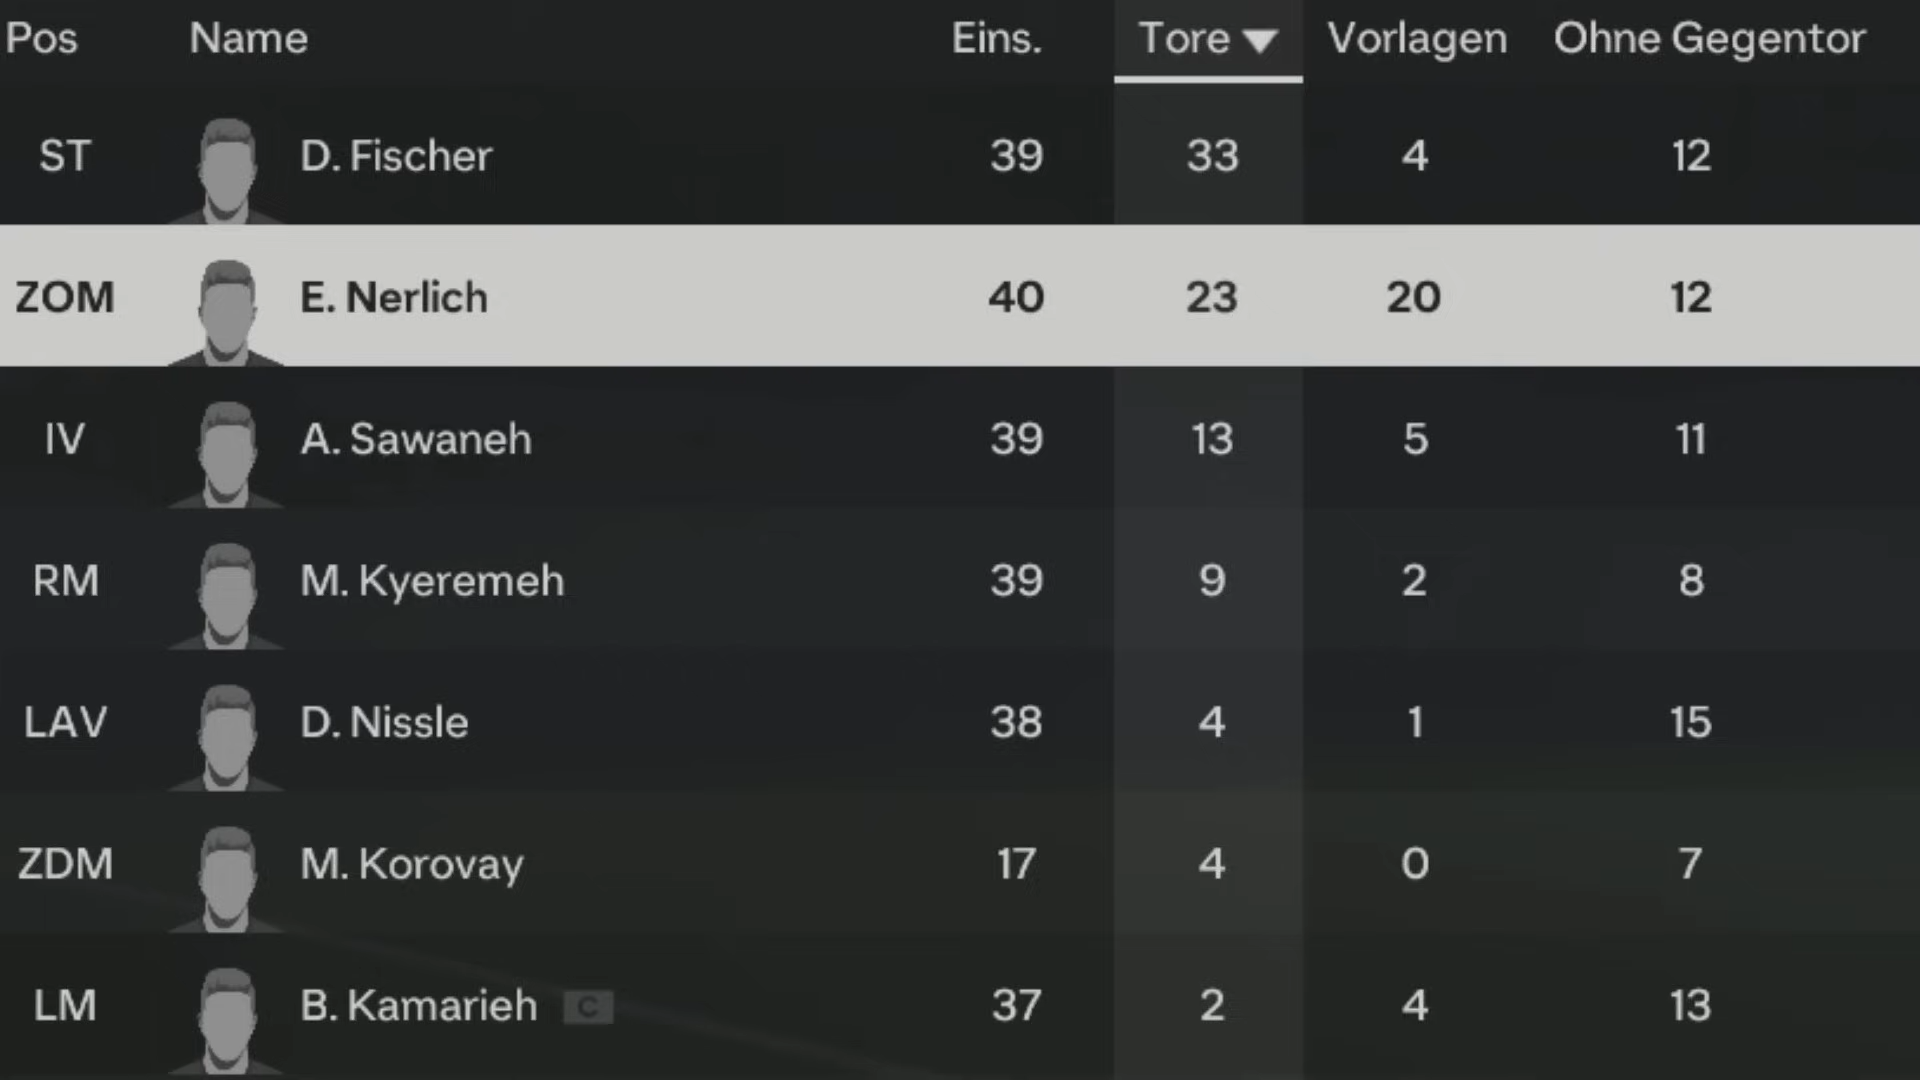 Pos Name Eins. Tore Vorlagen Ohne Gegentor
ST D. Fischer 39 33 4 12
ZOM E. Nerlich 40 23 20 12
IV A. Sawaneh 39 13 5 11
RM M. Kyeremeh 39 9 2 8
LAV D. Nissle 38 4 1 15
ZDM M. Korovay 17 4 0 7
LM B. Kamarieh C 37 2 4 13